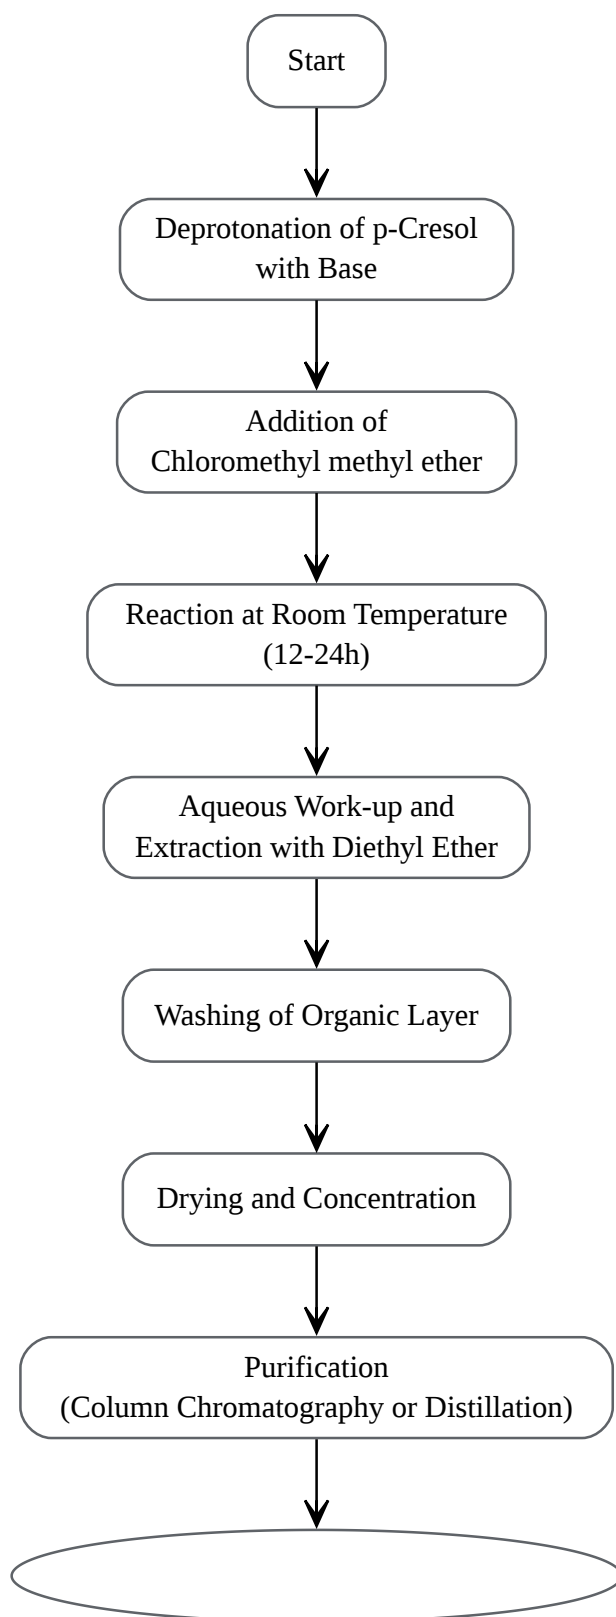 Start
Deprotonation of p-Cresol
with Base
Addition of
Chloromethyl methyl ether
Reaction at Room Temperature
(12-24h)
Aqueous Work-up and
Extraction with Diethyl Ether
Washing of Organic Layer
Drying and Concentration
Purification
(Column Chromatography or Distillation)